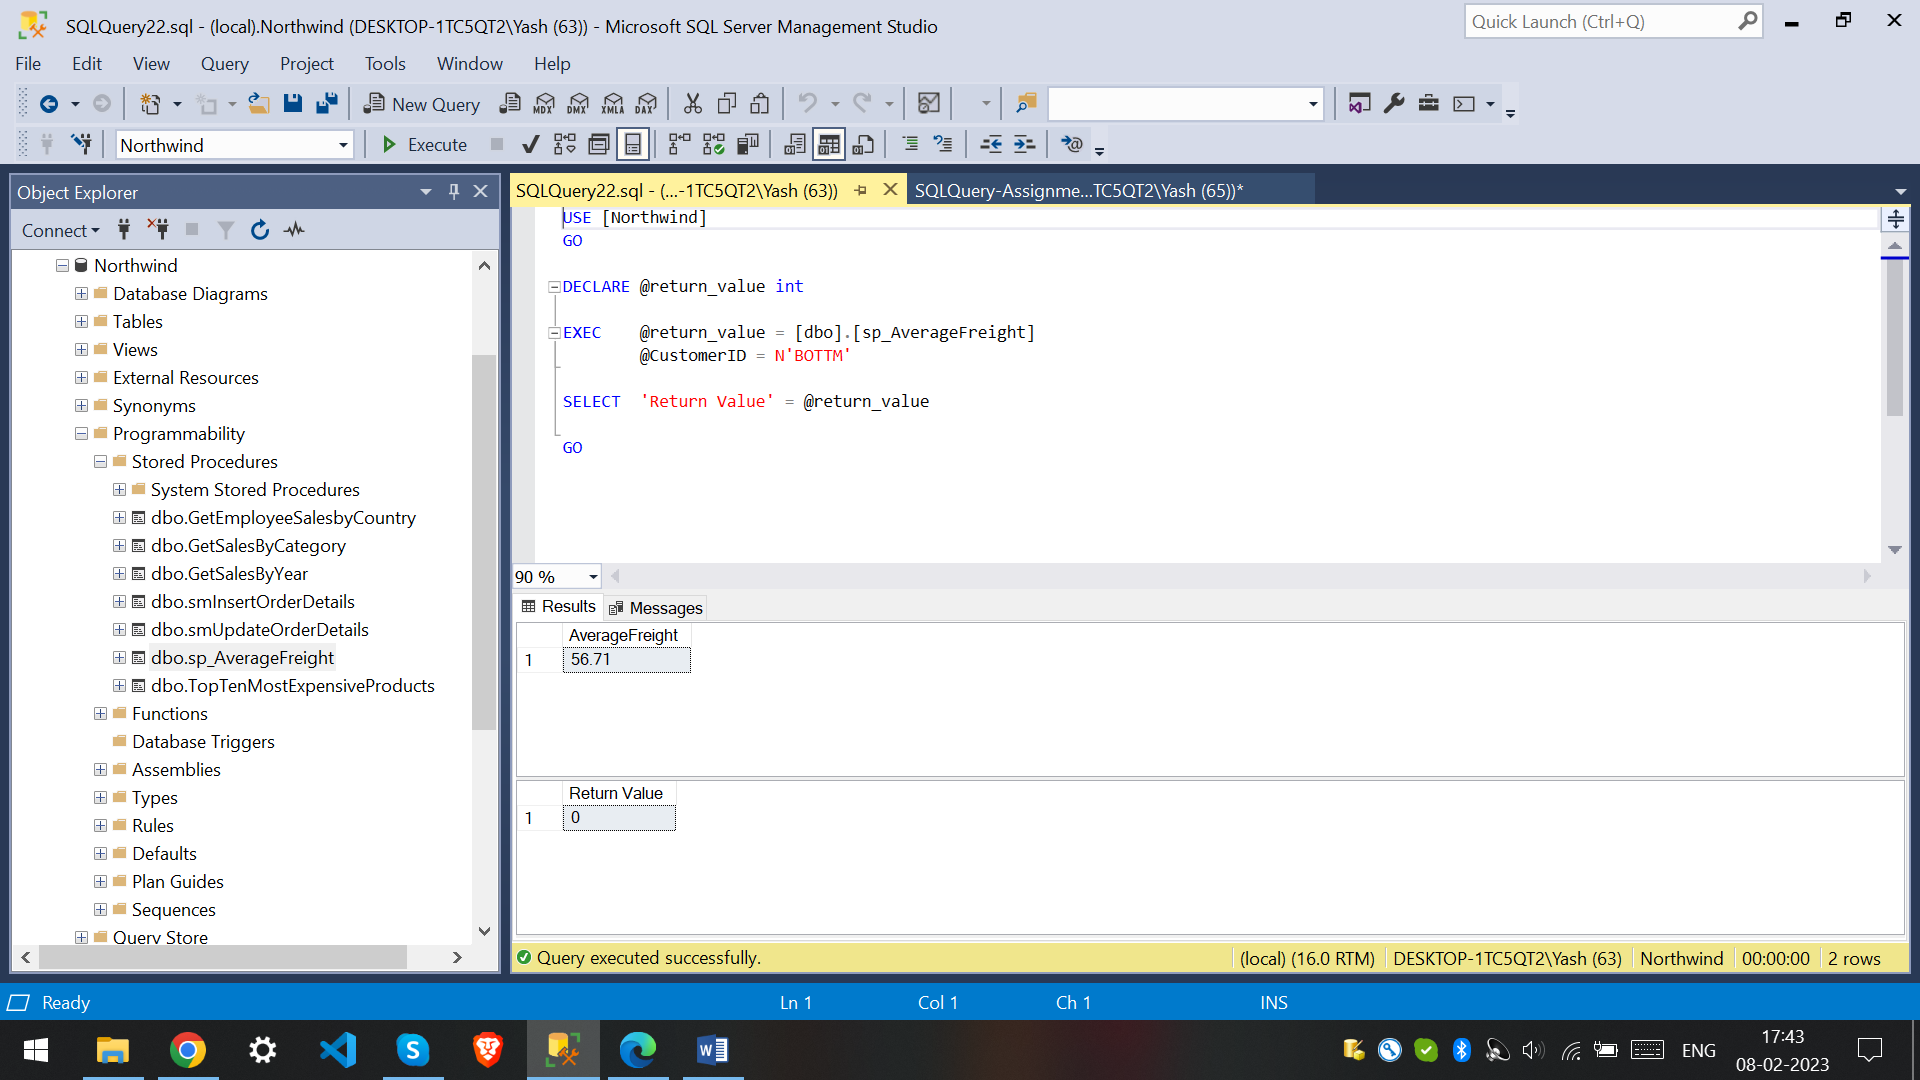 SQLQuery22.sql - (local).Northwind (DESKTOP-1TC5QT2\Yash (63)) - Microsoft SQL Server Management Studio
Quick Launch (Ctrl+Q)
File Edit View Query Project Tools Window Help
New Query MDX DMX XMLA DAX
Northwind Execute
Object Explorer
Connect
Northwind
Database Diagrams
Tables
Views
External Resources
Synonyms
Programmability
Stored Procedures
System Stored Procedures
dbo.GetEmployeeSalesbyCountry
dbo.GetSalesByCategory
dbo.GetSalesByYear
dbo.smInsertOrderDetails
dbo.smUpdateOrderDetails
dbo.sp_AverageFreight
dbo.TopTenMostExpensiveProducts
Functions
Database Triggers
Assemblies
Types
Rules
Defaults
Plan Guides
Sequences
Query Store
SQLQuery22.sql - (...-1TC5QT2\Yash (63)) SQLQuery-Assignme...TC5QT2\Yash (65))*
USE [Northwind]
GO
DECLARE @return_value int
EXEC @return_value = [dbo].[sp_AverageFreight]
@CustomerID = N'BOTTM'
SELECT 'Return Value' = @return_value
GO
90 %
Results Messages
AverageFreight
1 56.71
Return Value
1 0
Query executed successfully. (local) (16.0 RTM) DESKTOP-1TC5QT2\Yash (63) Northwind 00:00:00 2 rows
Ready Ln 1 Col 1 Ch 1 INS
ENG 17:43
08-02-2023